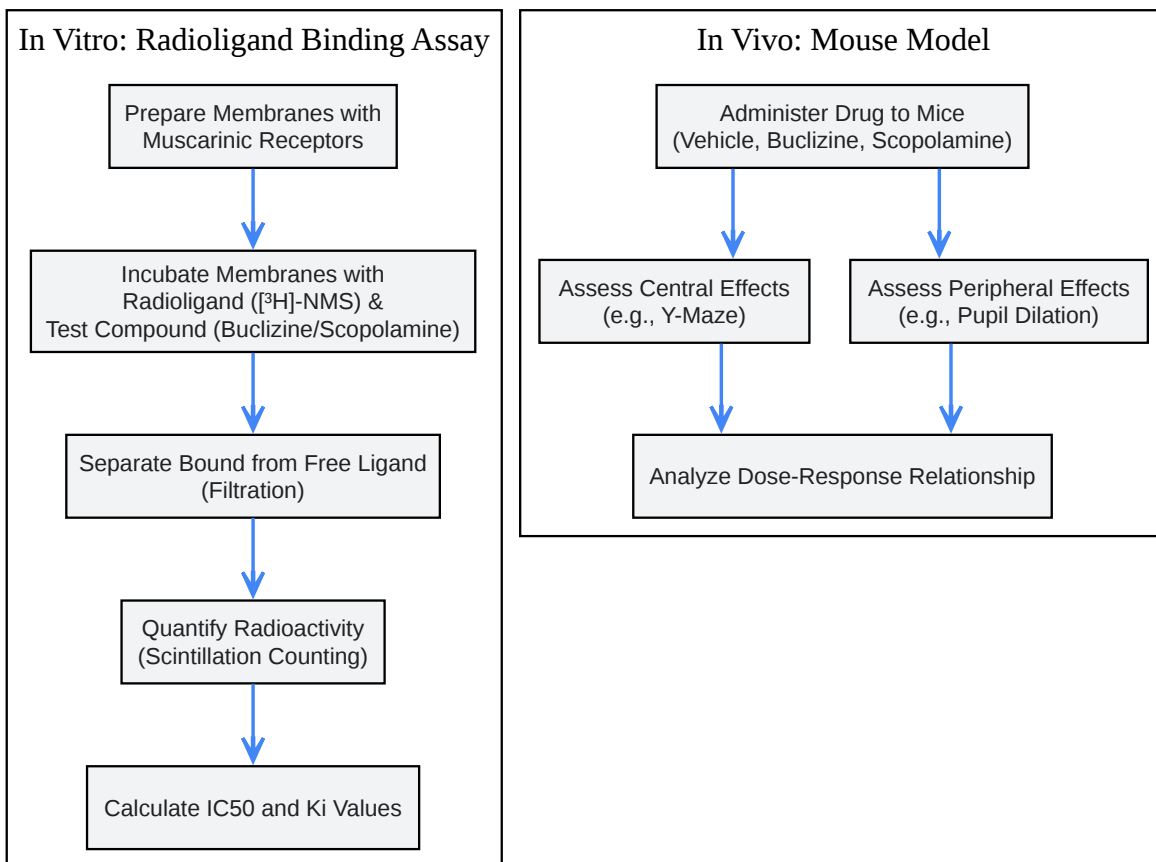 In Vitro: Radioligand Binding Assay
Prepare Membranes with
Muscarinic Receptors
Incubate Membranes with
Radioligand ([³H]-NMS) &
Test Compound (Buclizine/Scopolamine)
Separate Bound from Free Ligand
(Filtration)
Quantify Radioactivity
(Scintillation Counting)
Calculate IC50 and Ki Values
In Vivo: Mouse Model
Administer Drug to Mice
(Vehicle, Buclizine, Scopolamine)
Assess Central Effects
(e.g., Y-Maze)
Assess Peripheral Effects
(e.g., Pupil Dilation)
Analyze Dose-Response Relationship